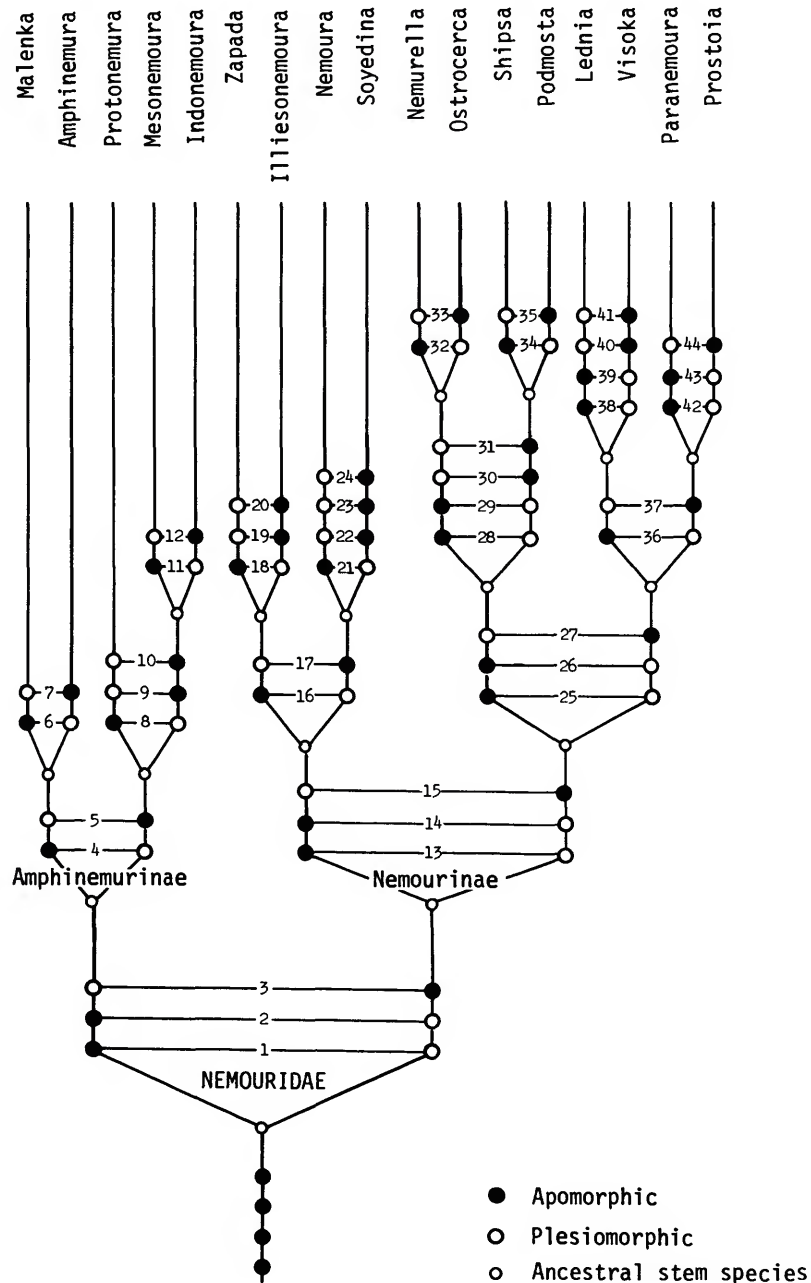 Malenka
Amphinemura
Protonemura
Mesonemoura
Indonemoura
Zapada
Illiesonemoura
Nemoura
Soyedina
Nemurella
Ostrocerca
Shipsa
Podmosta
Lednia
Visoka
Paranemoura
Prostoia
33 35 41
32 34 40 44
39 43
38 42
31
24 30
20 23 29 37
12 19 22 28 36
11 18 21
27
10 17 26
7 9 16 25
6 8
15
5 14
4 13
Amphinemurinae Nemourinae
3
2
1
NEMOURIDAE
Apomorphic
Plesiomorphic
Ancestral stem species